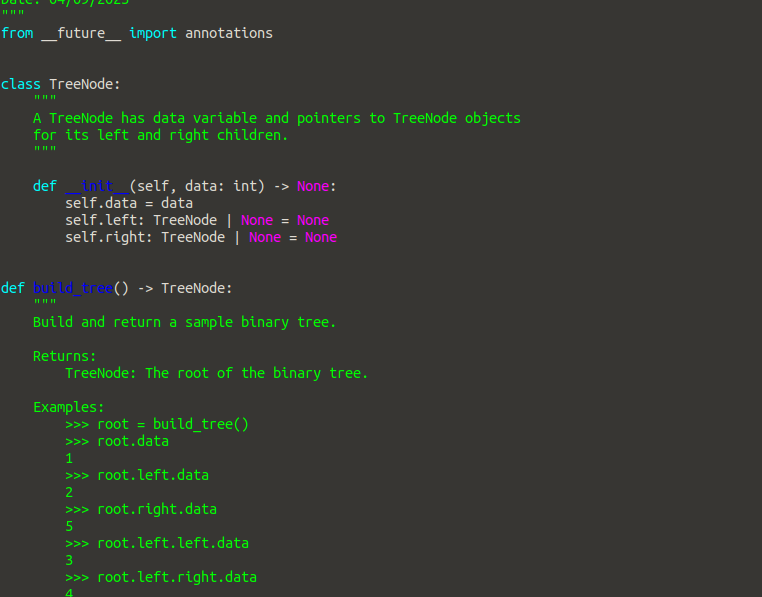 Date: 04/09/2023
"""
from __future__ import annotations
class TreeNode:
"""
A TreeNode has data variable and pointers to TreeNode objects
for its left and right children.
"""
def __init__(self, data: int) -> None:
self.data = data
self.left: TreeNode | None = None
self.right: TreeNode | None = None
def build_tree() -> TreeNode:
"""
Build and return a sample binary tree.
Returns:
TreeNode: The root of the binary tree.
Examples:
>>> root = build_tree()
>>> root.data
1
>>> root.left.data
2
>>> root.right.data
5
>>> root.left.left.data
3
>>> root.left.right.data
4